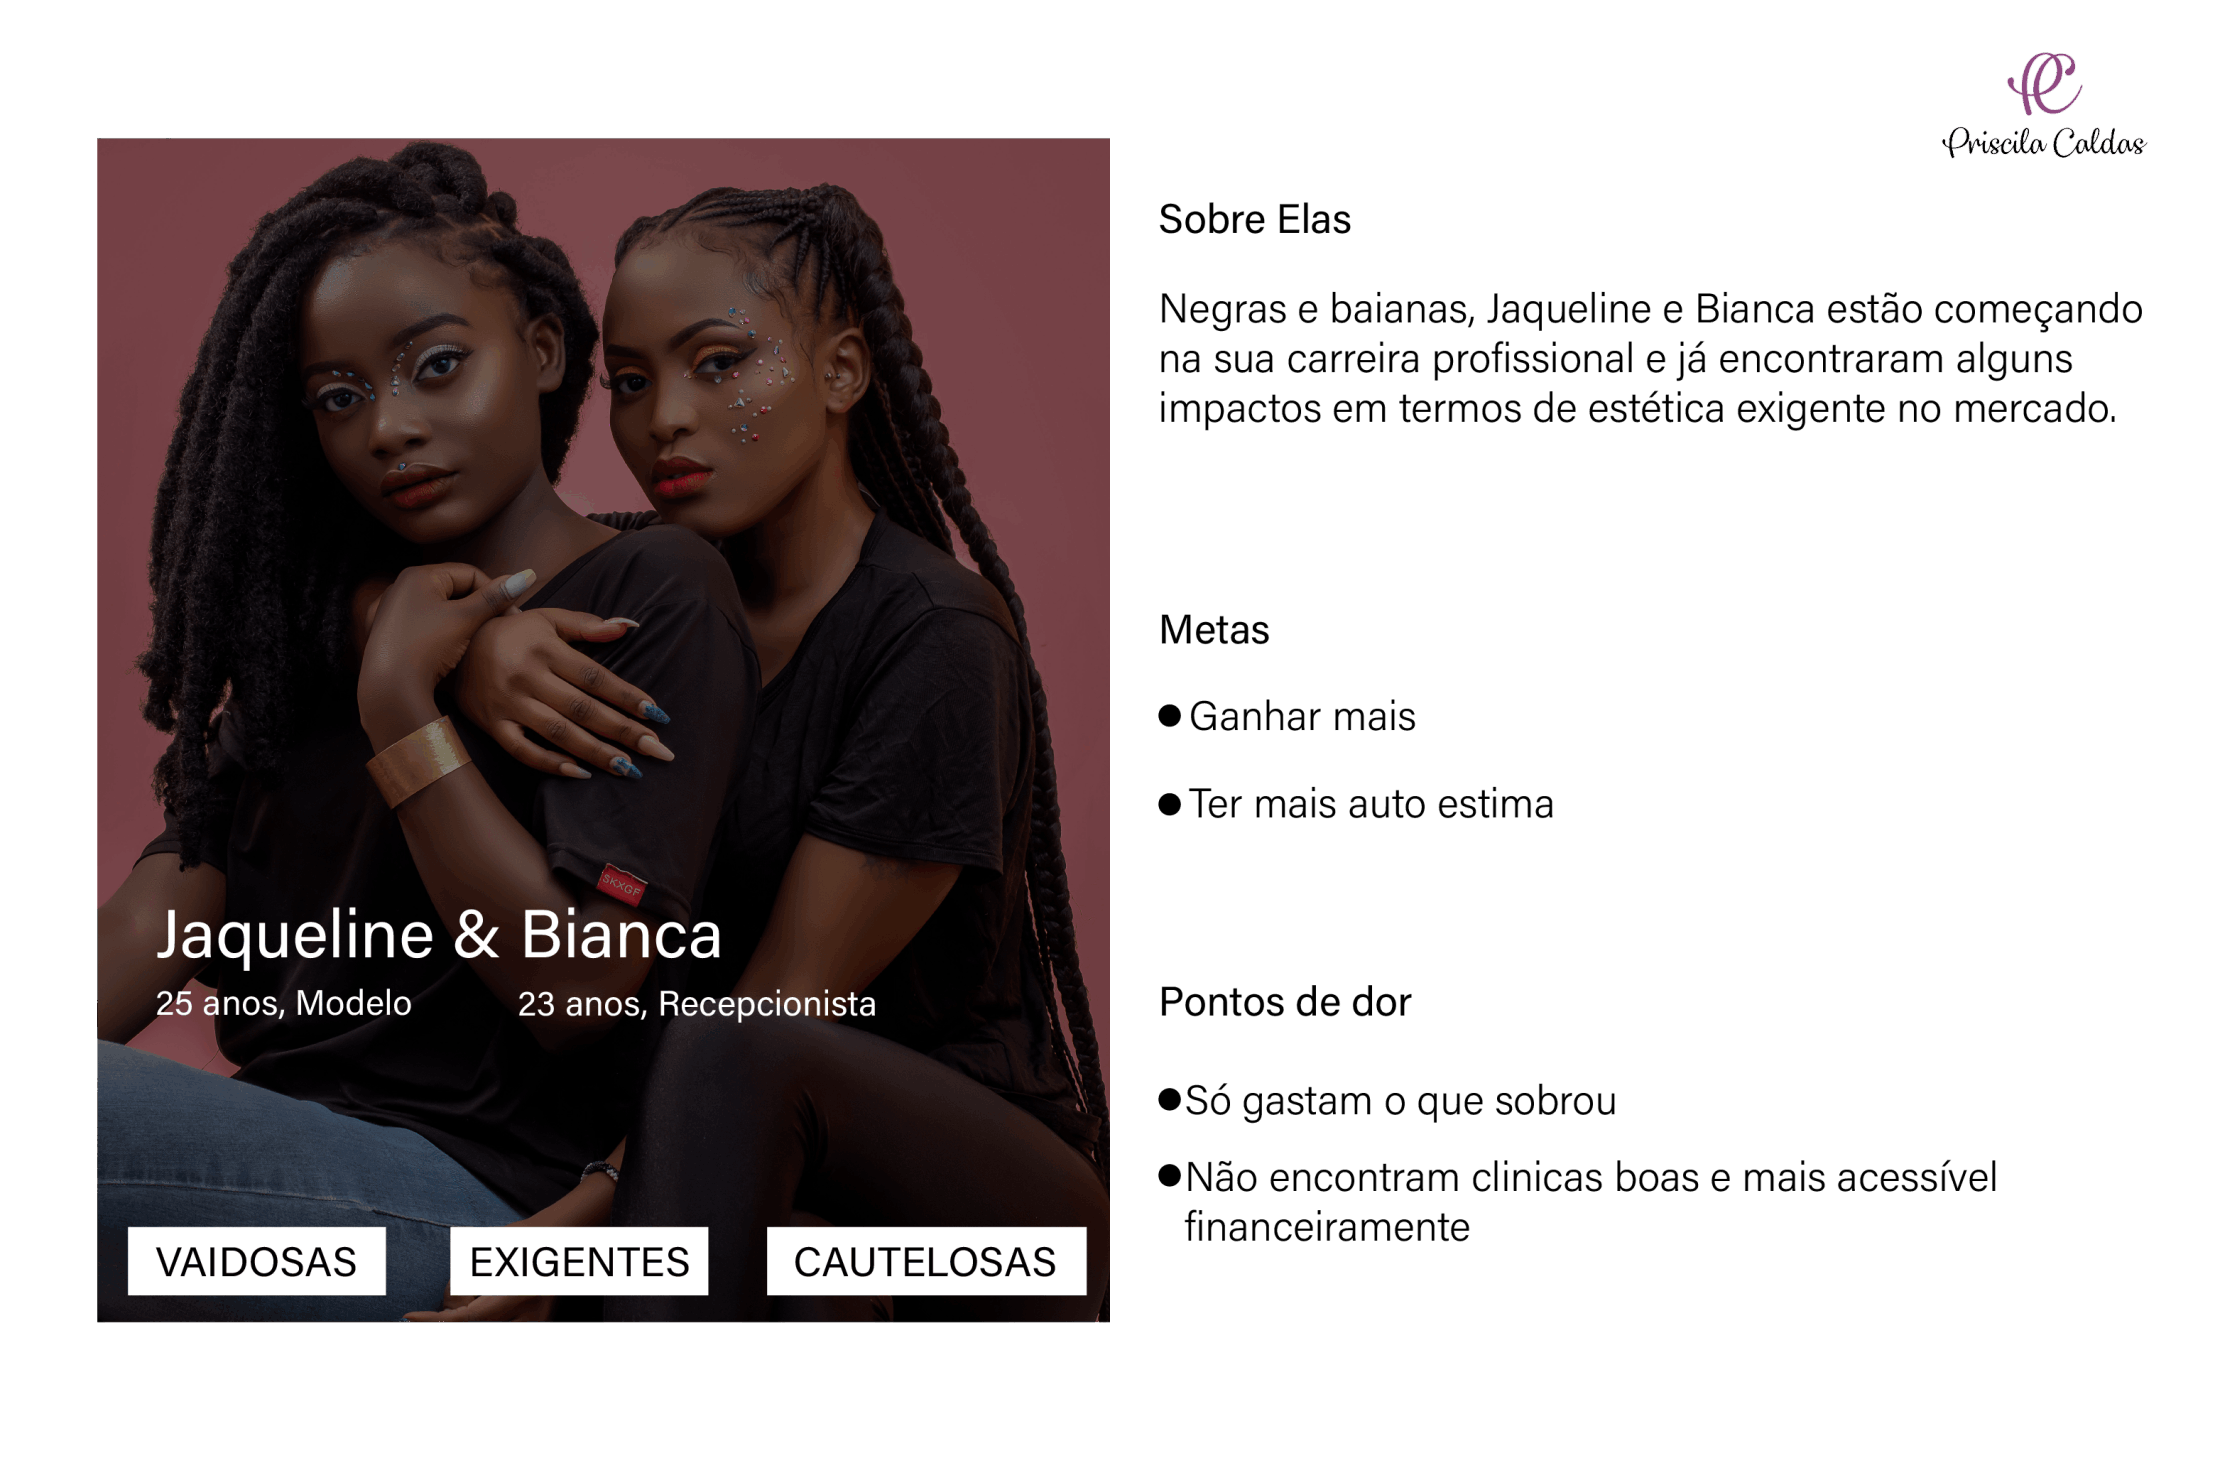 PC
Priscila Caldas
Sobre Elas
Negras e baianas, Jaqueline e Bianca estão começando
na sua carreira profissional e já encontraram alguns
impactos em termos de estética exigente no mercado.
Metas
● Ganhar mais
● Ter mais auto estima
Pontos de dor
● Só gastam o que sobrou
● Não encontram clinicas boas e mais acessível
financeiramente
SKXGF
Jaqueline & Bianca
25 anos, Modelo
23 anos, Recepcionista
VAIDOSAS
EXIGENTES
CAUTELOSAS